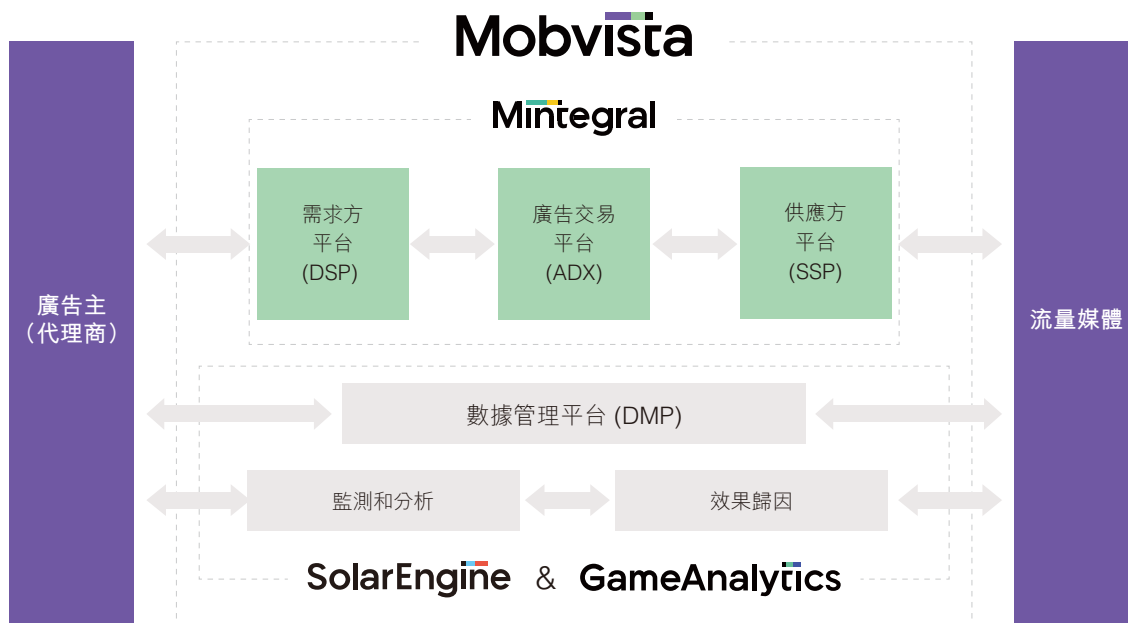 Mobvista
Mintegral
需求方
平台
(DSP)
廣告交易
平台
(ADX)
供應方
平台
(SSP)
廣告主
（代理商）
流量媒體
數據管理平台 (DMP)
監測和分析
效果歸因
SolarEngine & GameAnalytics